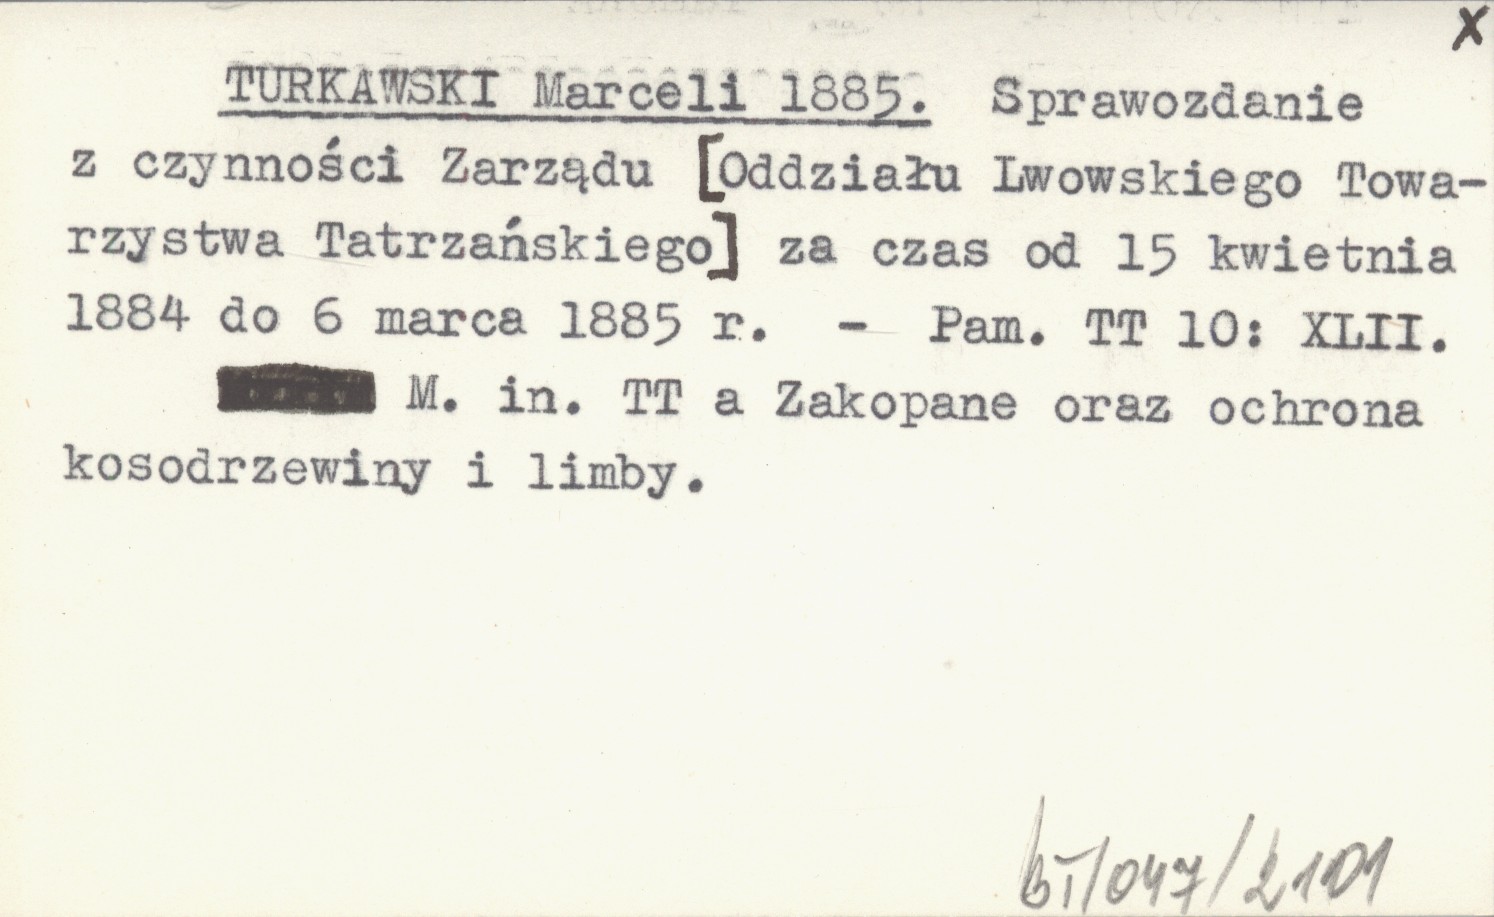 x
TURKAWSKI Marceli 1885. Sprawozdanie
z czynności Zarządu [Oddziału Lwowskiego Towa-
rzystwa Tatrzańskiego] za czas od 15 kwietnia
1884 do 6 marca 1885 r. - Pam. TT 10: XLII.
M. in. TT a Zakopane oraz ochrona
kosodrzewiny i limby.
BT/047/2101